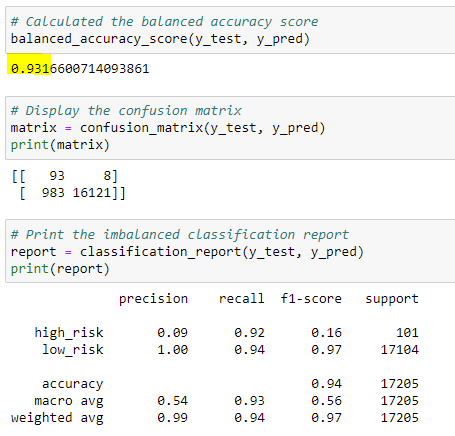 # Calculated the balanced accuracy score
balanced_accuracy_score(y_test, y_pred)
0.9316600714093861
# Display the confusion matrix
matrix = confusion_matrix(y_test, y_pred)
print(matrix)
[[   93     8]
 [  983 16121]]
# Print the imbalanced classification report
report = classification_report(y_test, y_pred)
print(report)
              precision    recall  f1-score   support
   high_risk       0.09      0.92      0.16       101
    low_risk       1.00      0.94      0.97     17104
    accuracy                           0.94     17205
   macro avg       0.54      0.93      0.56     17205
weighted avg       0.99      0.94      0.97     17205